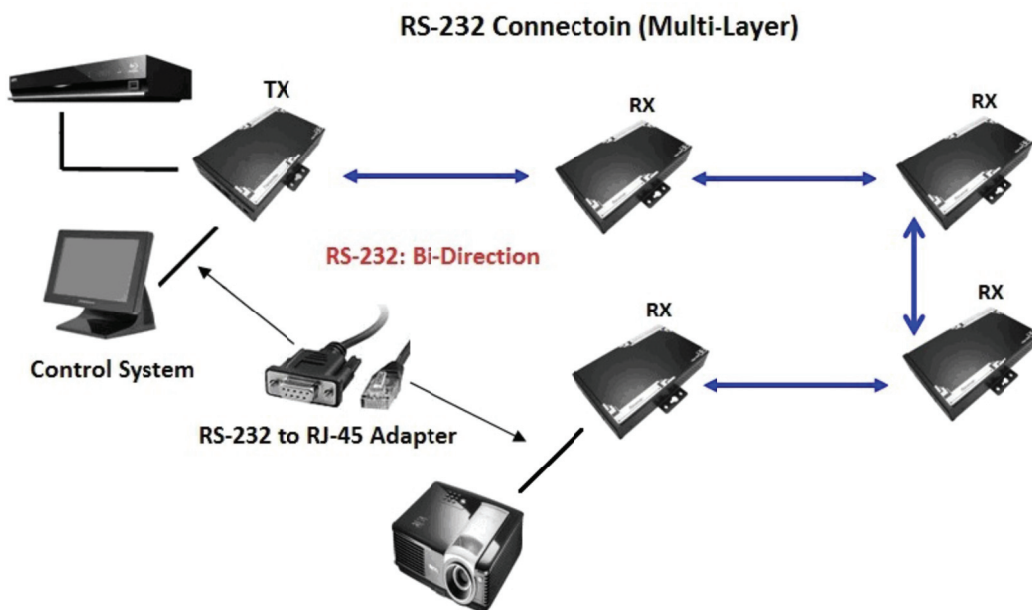 RS-232 Connectoin (Multi-Layer)
TX
RX
RX
RS-232: Bi-Direction
RX
RX
Control System
RS-232 to RJ-45 Adapter